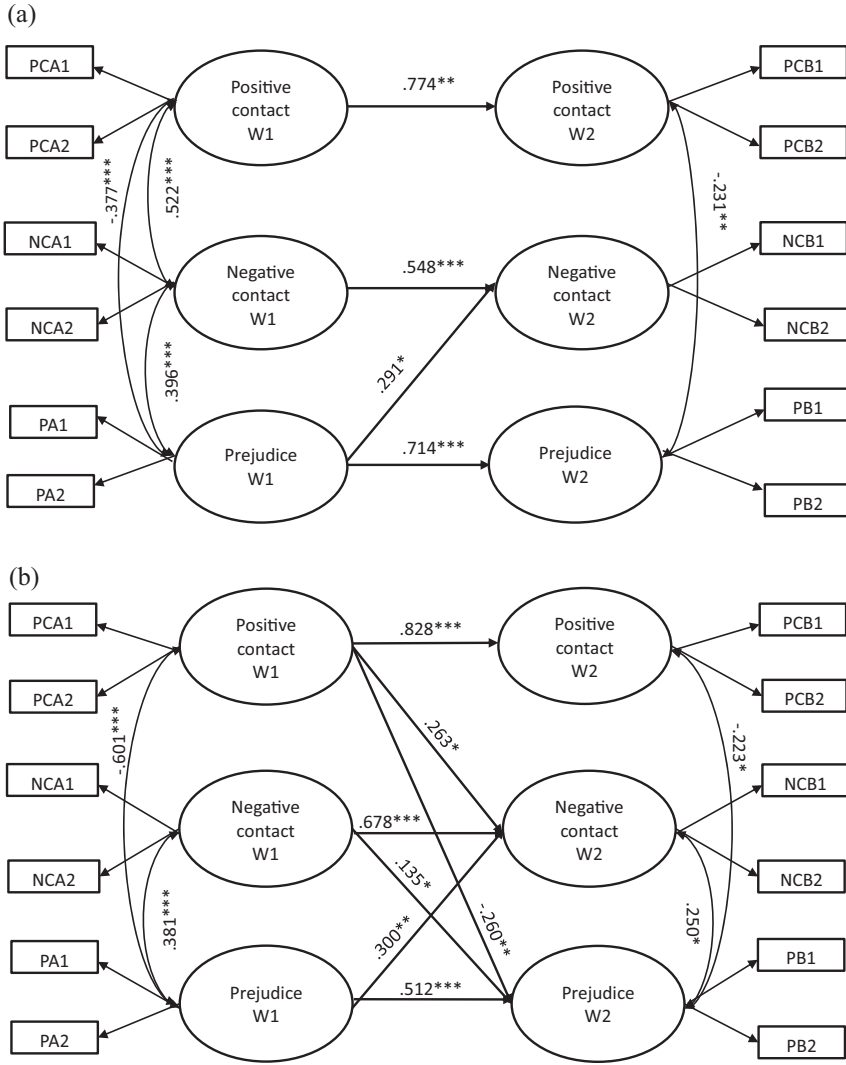 (a)
PCA1
PCA2
NCA1
NCA2
PA1
PA2
-.377***
.522***
.396***
Positive
contact
W1
Negative
contact
W1
Prejudice
W1
.774**
.548***
.291*
.714***
Positive
contact
W2
Negative
contact
W2
Prejudice
W2
-.231**
PCB1
PCB2
NCB1
NCB2
PB1
PB2
(b)
PCA1
PCA2
NCA1
NCA2
PA1
PA2
-.601***
.381***
Positive
contact
W1
Negative
contact
W1
Prejudice
W1
.828***
.263*
.678***
.135*
-.260**
.300**
.512***
Positive
contact
W2
Negative
contact
W2
Prejudice
W2
-.223*
.250*
PCB1
PCB2
NCB1
NCB2
PB1
PB2